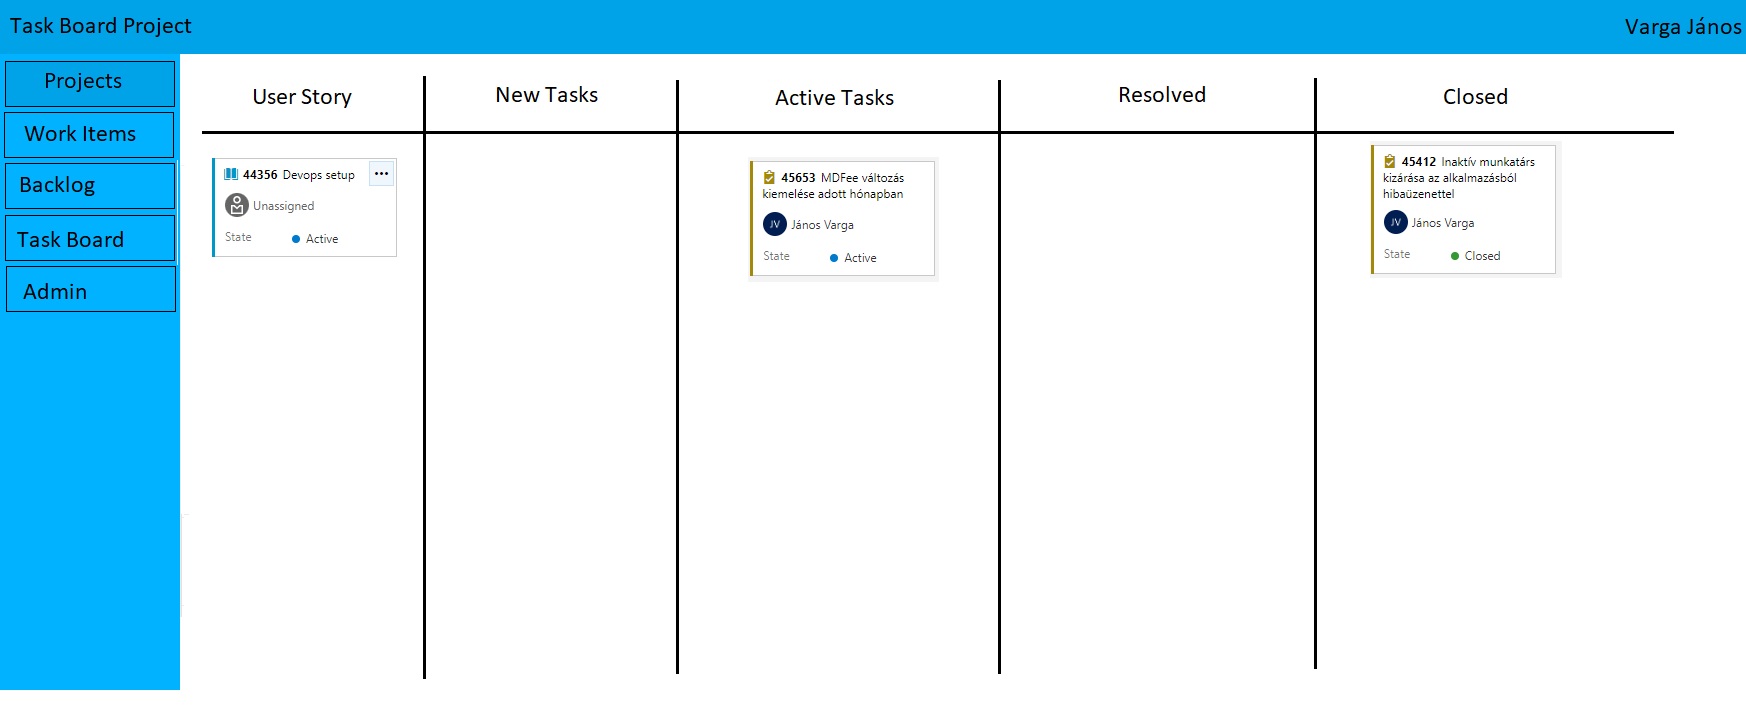 Task Board Project
Varga János
Projects
Work Items
Backlog
Task Board
Admin
User Story
New Tasks
Active Tasks
Resolved
Closed
44356 Devops setup
Unassigned
State Active
45653 MDFee változás
kiemelése adott hónapban
JV János Varga
State Active
45412 Inaktív munkatárs
kizárása az alkalmazásból
hibaüzenettel
JV János Varga
State Closed